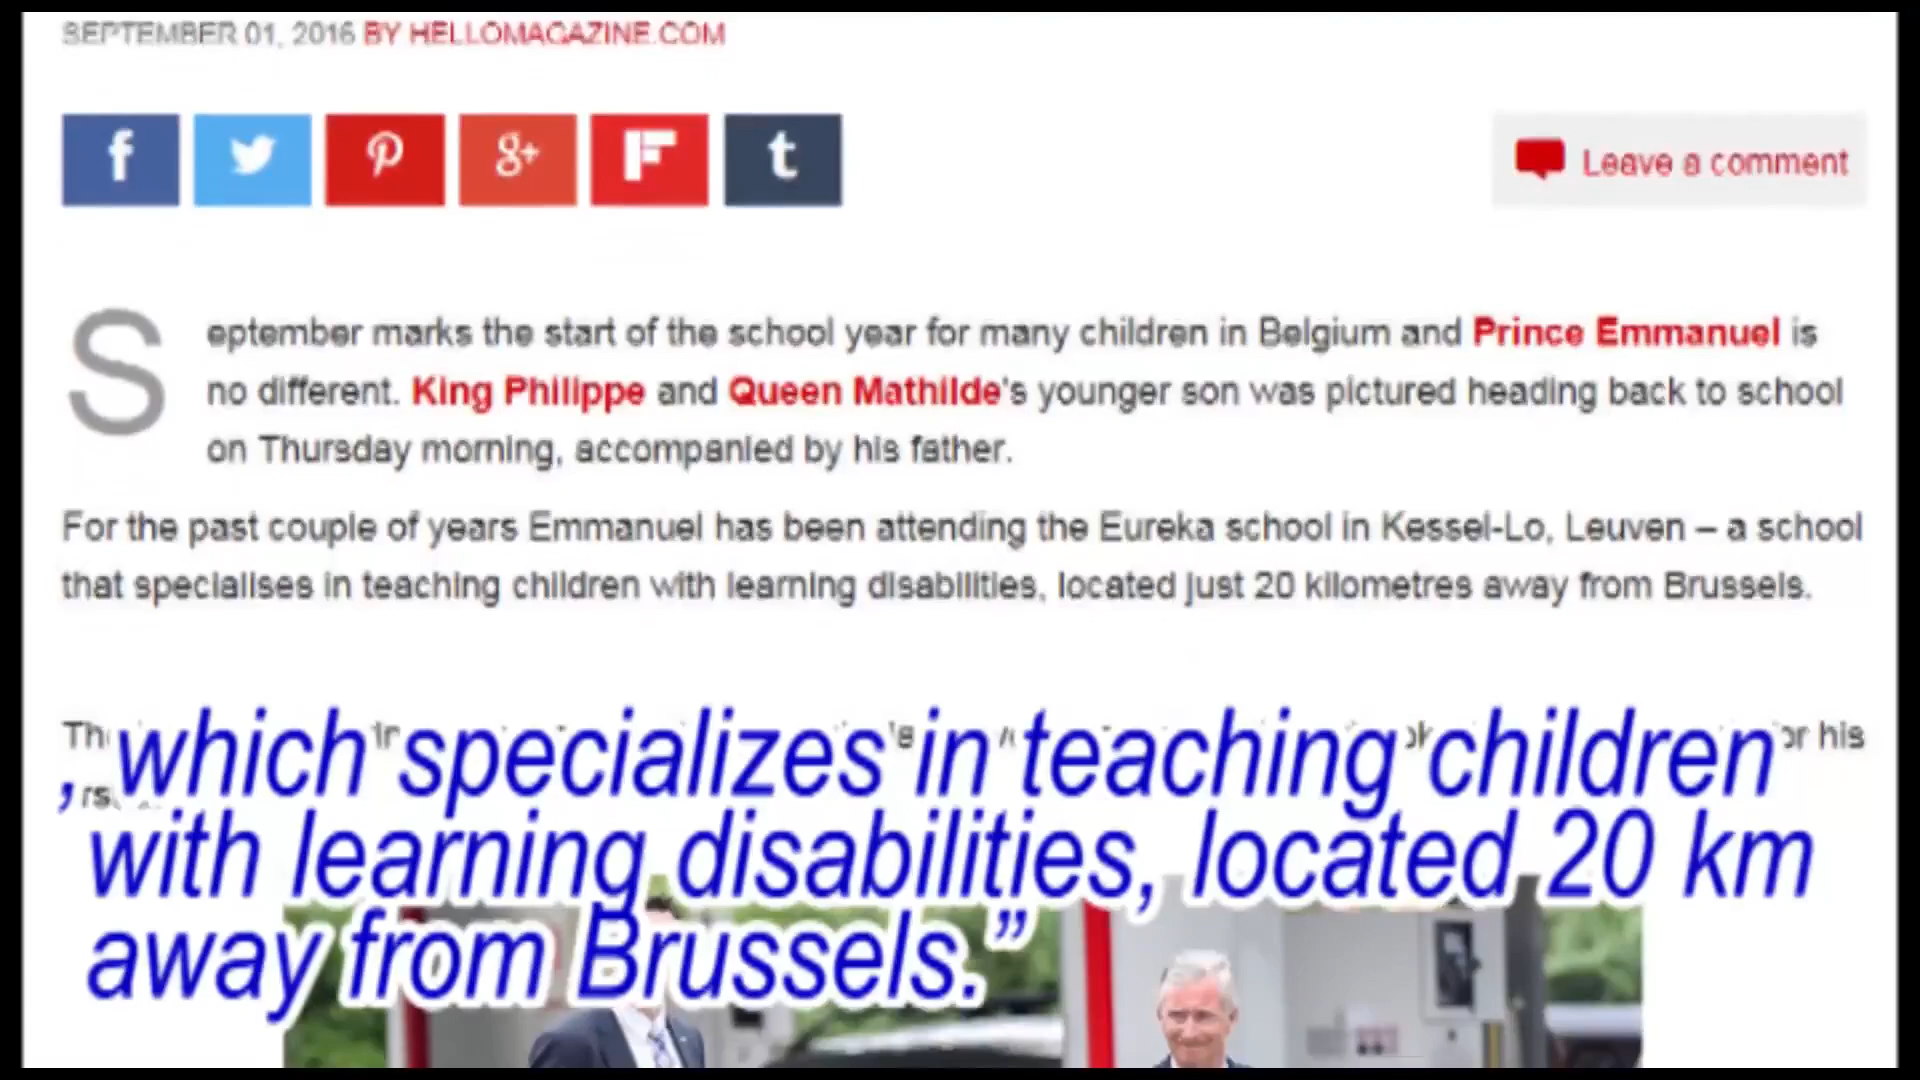 SEPTEMBER 01, 2016 BY HELLOMAGAZINE.COM
f g+ F t
Leave a comment
September marks the start of the school year for many children in Belgium and Prince Emmanuel is
no different. King Philippe and Queen Mathilde's younger son was pictured heading back to school
on Thursday morning, accompanied by his father.
For the past couple of years Emmanuel has been attending the Eureka school in Kessel-Lo, Leuven – a school
that specialises in teaching children with learning disabilities, located just 20 kilometres away from Brussels.
his
, which specializes in teaching children
with learning disabilities, located 20 km
away from Brussels.”